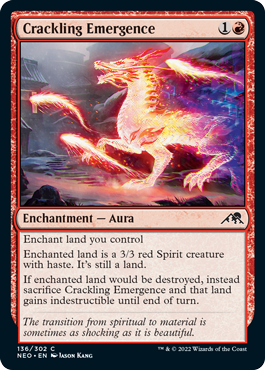 Crackling Emergence 1
Enchantment — Aura
Enchant land you control
Enchanted land is a 3/3 red Spirit creature
with haste. It's still a land.
If enchanted land would be destroyed, instead
sacrifice Crackling Emergence and that land
gains indestructible until end of turn.
The transition from spiritual to material is
sometimes as shocking as it is beautiful.
136/302 C
NEO • EN Jason Kang
™ & © 2022 Wizards of the Coast